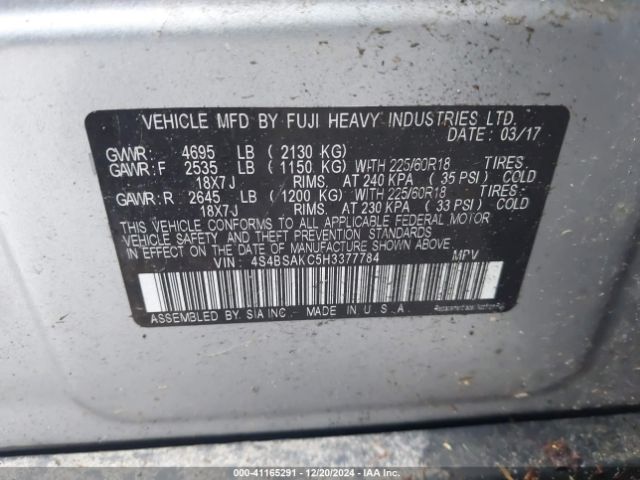 VEHICLE MFD BY FUJI HEAVY INDUSTRIES LTD.
DATE: 03/17
GVWR: 4695 LB (2130 KG)
GAWR:F 2535 LB (1150 KG) WITH 225/60R18 TIRES
18X7J RIMS. AT 240 KPA (35 PSI) COLD
GAWR:R 2645 LB (1200 KG) WITH 225/60R18 TIRES
18X7J RIMS. AT 230 KPA (33 PSI) COLD
THIS VEHICLE CONFORMS TO ALL APPLICABLE FEDERAL MOTOR
VEHICLE SAFETY AND THEFT PREVENTION STANDARDS
IN EFFECT ON THE DATE OF MANUFACTURE SHOWN ABOVE.
VIN: 4S4BSAKC5H3377784 MPV
ASSEMBLED BY SIA INC. MADE IN U.S.A.
000-41165291 - 12/20/2024 - IAA Inc.